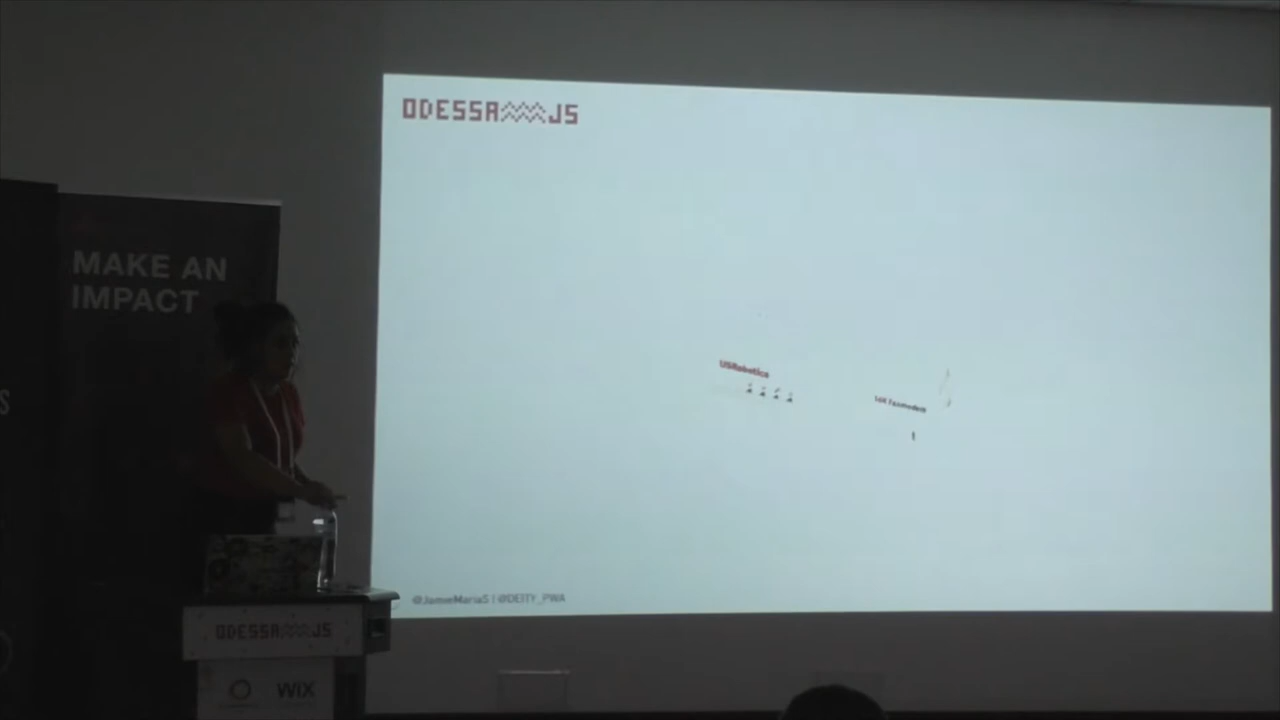 ODESSA JS
MAKE AN
IMPACT
S
USRobotics
@JamieMariaS | @DEITY_PWA
ODESSA JS
WiX